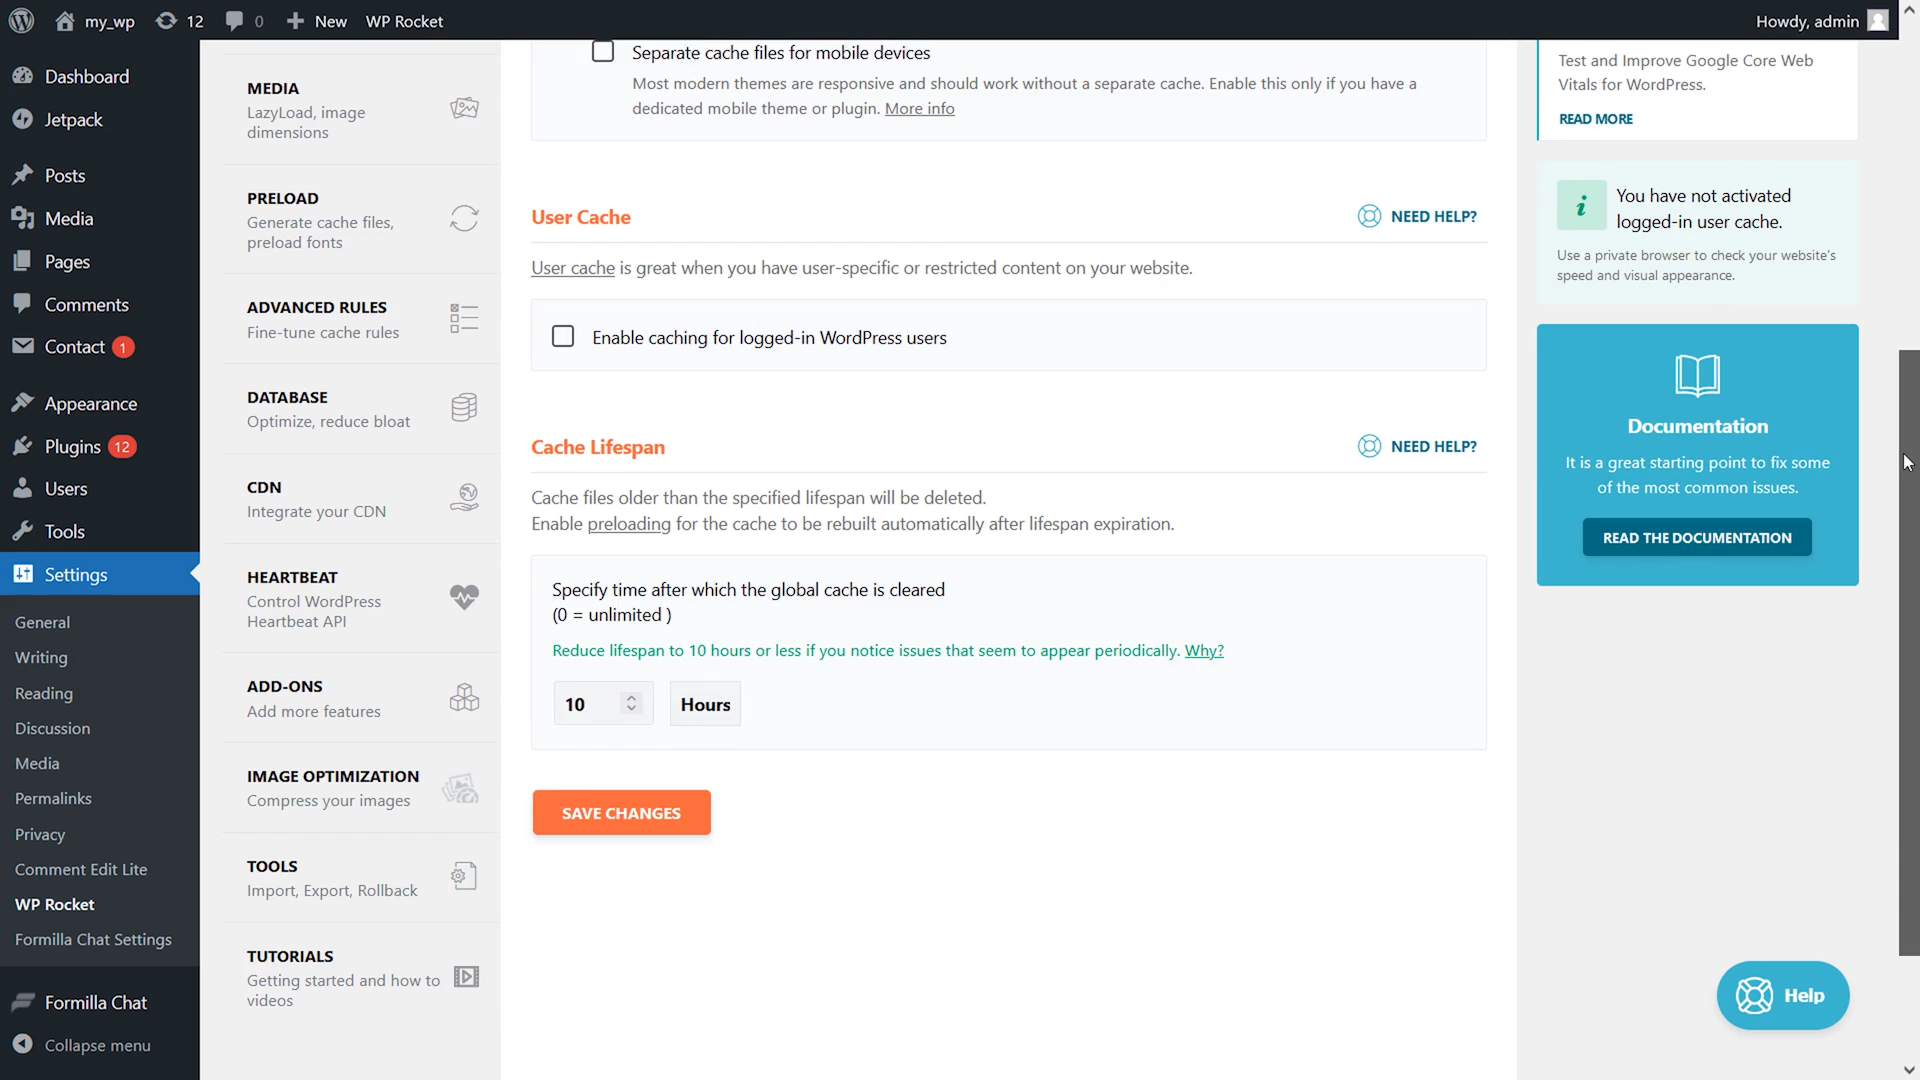 my_wp
12
0
New
WP Rocket
Howdy, admin
Dashboard
Jetpack
Posts
Media
Pages
Comments
Contact 1
Appearance
Plugins 12
Users
Tools
Settings
General
Writing
Reading
Discussion
Media
Permalinks
Privacy
Comment Edit Lite
WP Rocket
Formilla Chat Settings
Formilla Chat
Collapse menu
MEDIA
LazyLoad, image
dimensions
PRELOAD
Generate cache files,
preload fonts
ADVANCED RULES
Fine-tune cache rules
DATABASE
Optimize, reduce bloat
CDN
Integrate your CDN
HEARTBEAT
Control WordPress
Heartbeat API
ADD-ONS
Add more features
IMAGE OPTIMIZATION
Compress your images
TOOLS
Import, Export, Rollback
TUTORIALS
Getting started and how to
videos
Separate cache files for mobile devices
Most modern themes are responsive and should work without a separate cache. Enable this only if you have a
dedicated mobile theme or plugin. More info
User Cache
NEED HELP?
User cache is great when you have user-specific or restricted content on your website.
Enable caching for logged-in WordPress users
Cache Lifespan
NEED HELP?
Cache files older than the specified lifespan will be deleted.
Enable preloading for the cache to be rebuilt automatically after lifespan expiration.
Specify time after which the global cache is cleared
(0 = unlimited )
Reduce lifespan to 10 hours or less if you notice issues that seem to appear periodically. Why?
10
Hours
SAVE CHANGES
Test and Improve Google Core Web
Vitals for WordPress.
READ MORE
i
You have not activated
logged-in user cache.
Use a private browser to check your website's
speed and visual appearance.
Documentation
It is a great starting point to fix some
of the most common issues.
READ THE DOCUMENTATION
Help